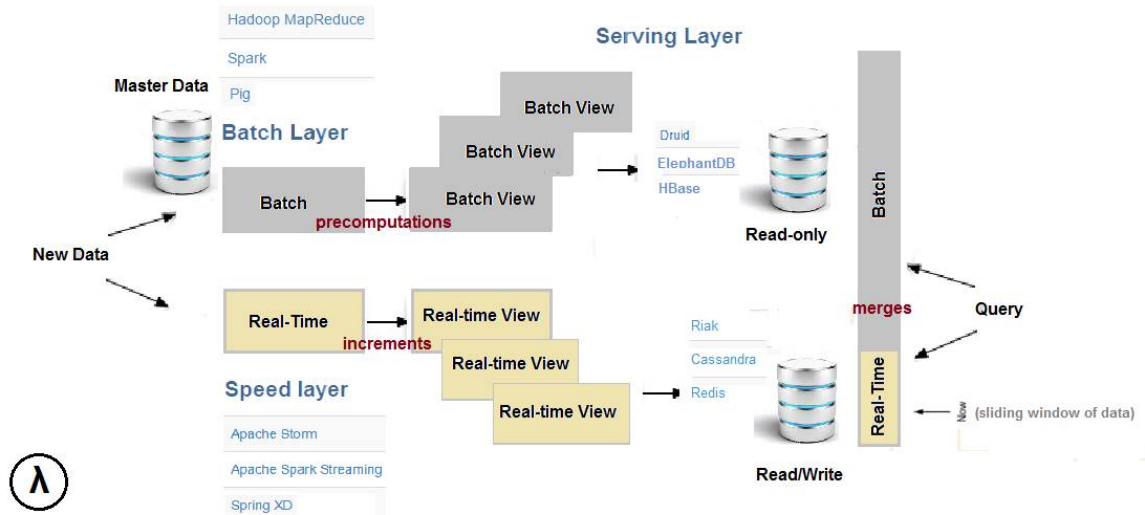 Hadoop MapReduce
Spark
Pig
Serving Layer
Master Data
Batch Layer
Batch View
Batch View
Batch View
Batch
precomputations
Druid
ElephantDB
HBase
Read-only
Batch
New Data
Real-Time
increments
Real-time View
Real-time View
Real-time View
Riak
Cassandra
Redis
Read/Write
merges
Query
Real-Time
Now
(sliding window of data)
Speed layer
Apache Storm
Apache Spark Streaming
Spring XD
λ